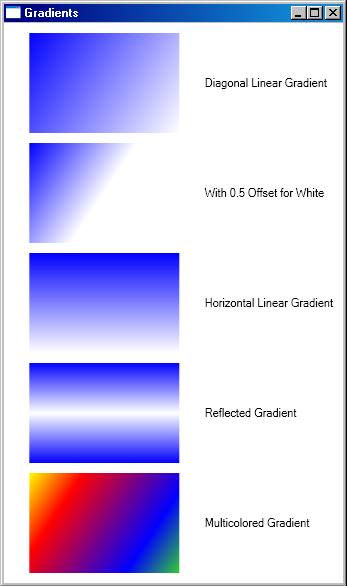 Gradients
Diagonal Linear Gradient
With 0.5 Offset for White
Horizontal Linear Gradient
Reflected Gradient
Multicolored Gradient